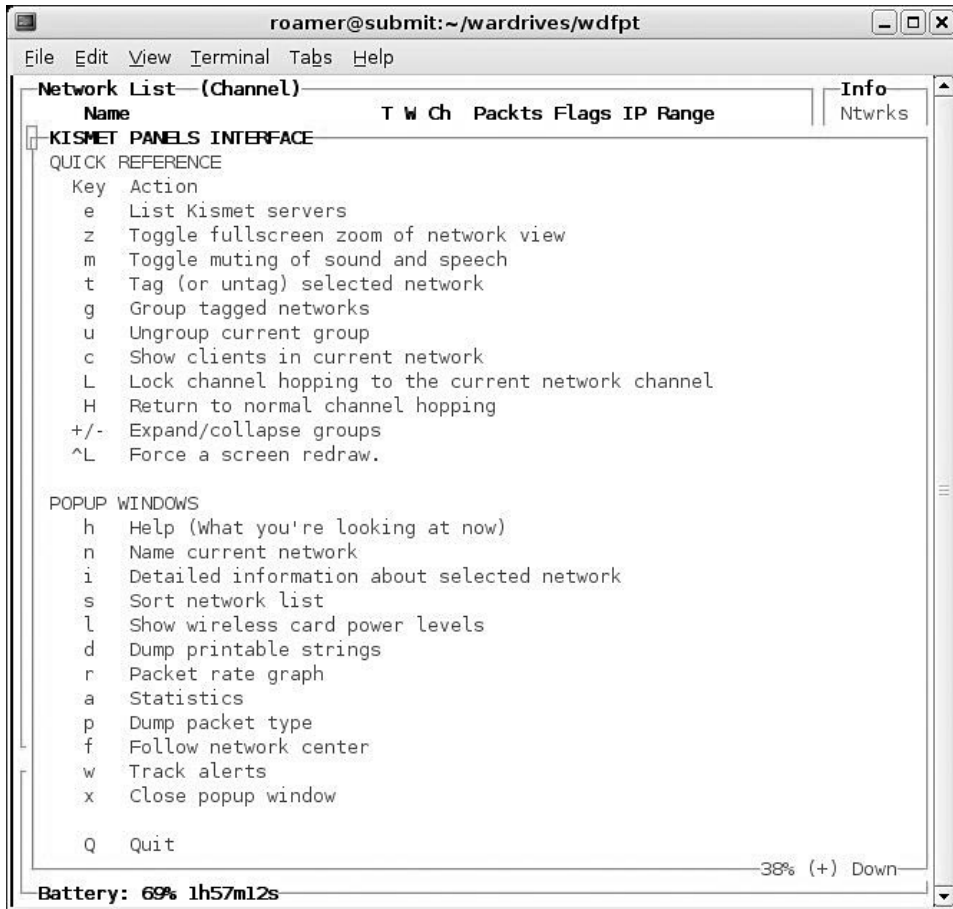 roamer@submit:~/wardrives/wdfpt
File Edit View Terminal Tabs Help
Network List—(Channel) Info
Name T W Ch Packts Flags IP Range Ntwrks
KISMET PANELS INTERFACE
QUICK REFERENCE
Key Action
e List Kismet servers
z Toggle fullscreen zoom of network view
m Toggle muting of sound and speech
t Tag (or untag) selected network
g Group tagged networks
u Ungroup current group
c Show clients in current network
L Lock channel hopping to the current network channel
H Return to normal channel hopping
+/- Expand/collapse groups
^L Force a screen redraw.
POPUP WINDOWS
h Help (What you're looking at now)
n Name current network
i Detailed information about selected network
s Sort network list
l Show wireless card power levels
d Dump printable strings
r Packet rate graph
a Statistics
p Dump packet type
f Follow network center
w Track alerts
x Close popup window
Q Quit
38% (+) Down
Battery: 69% 1h57m12s